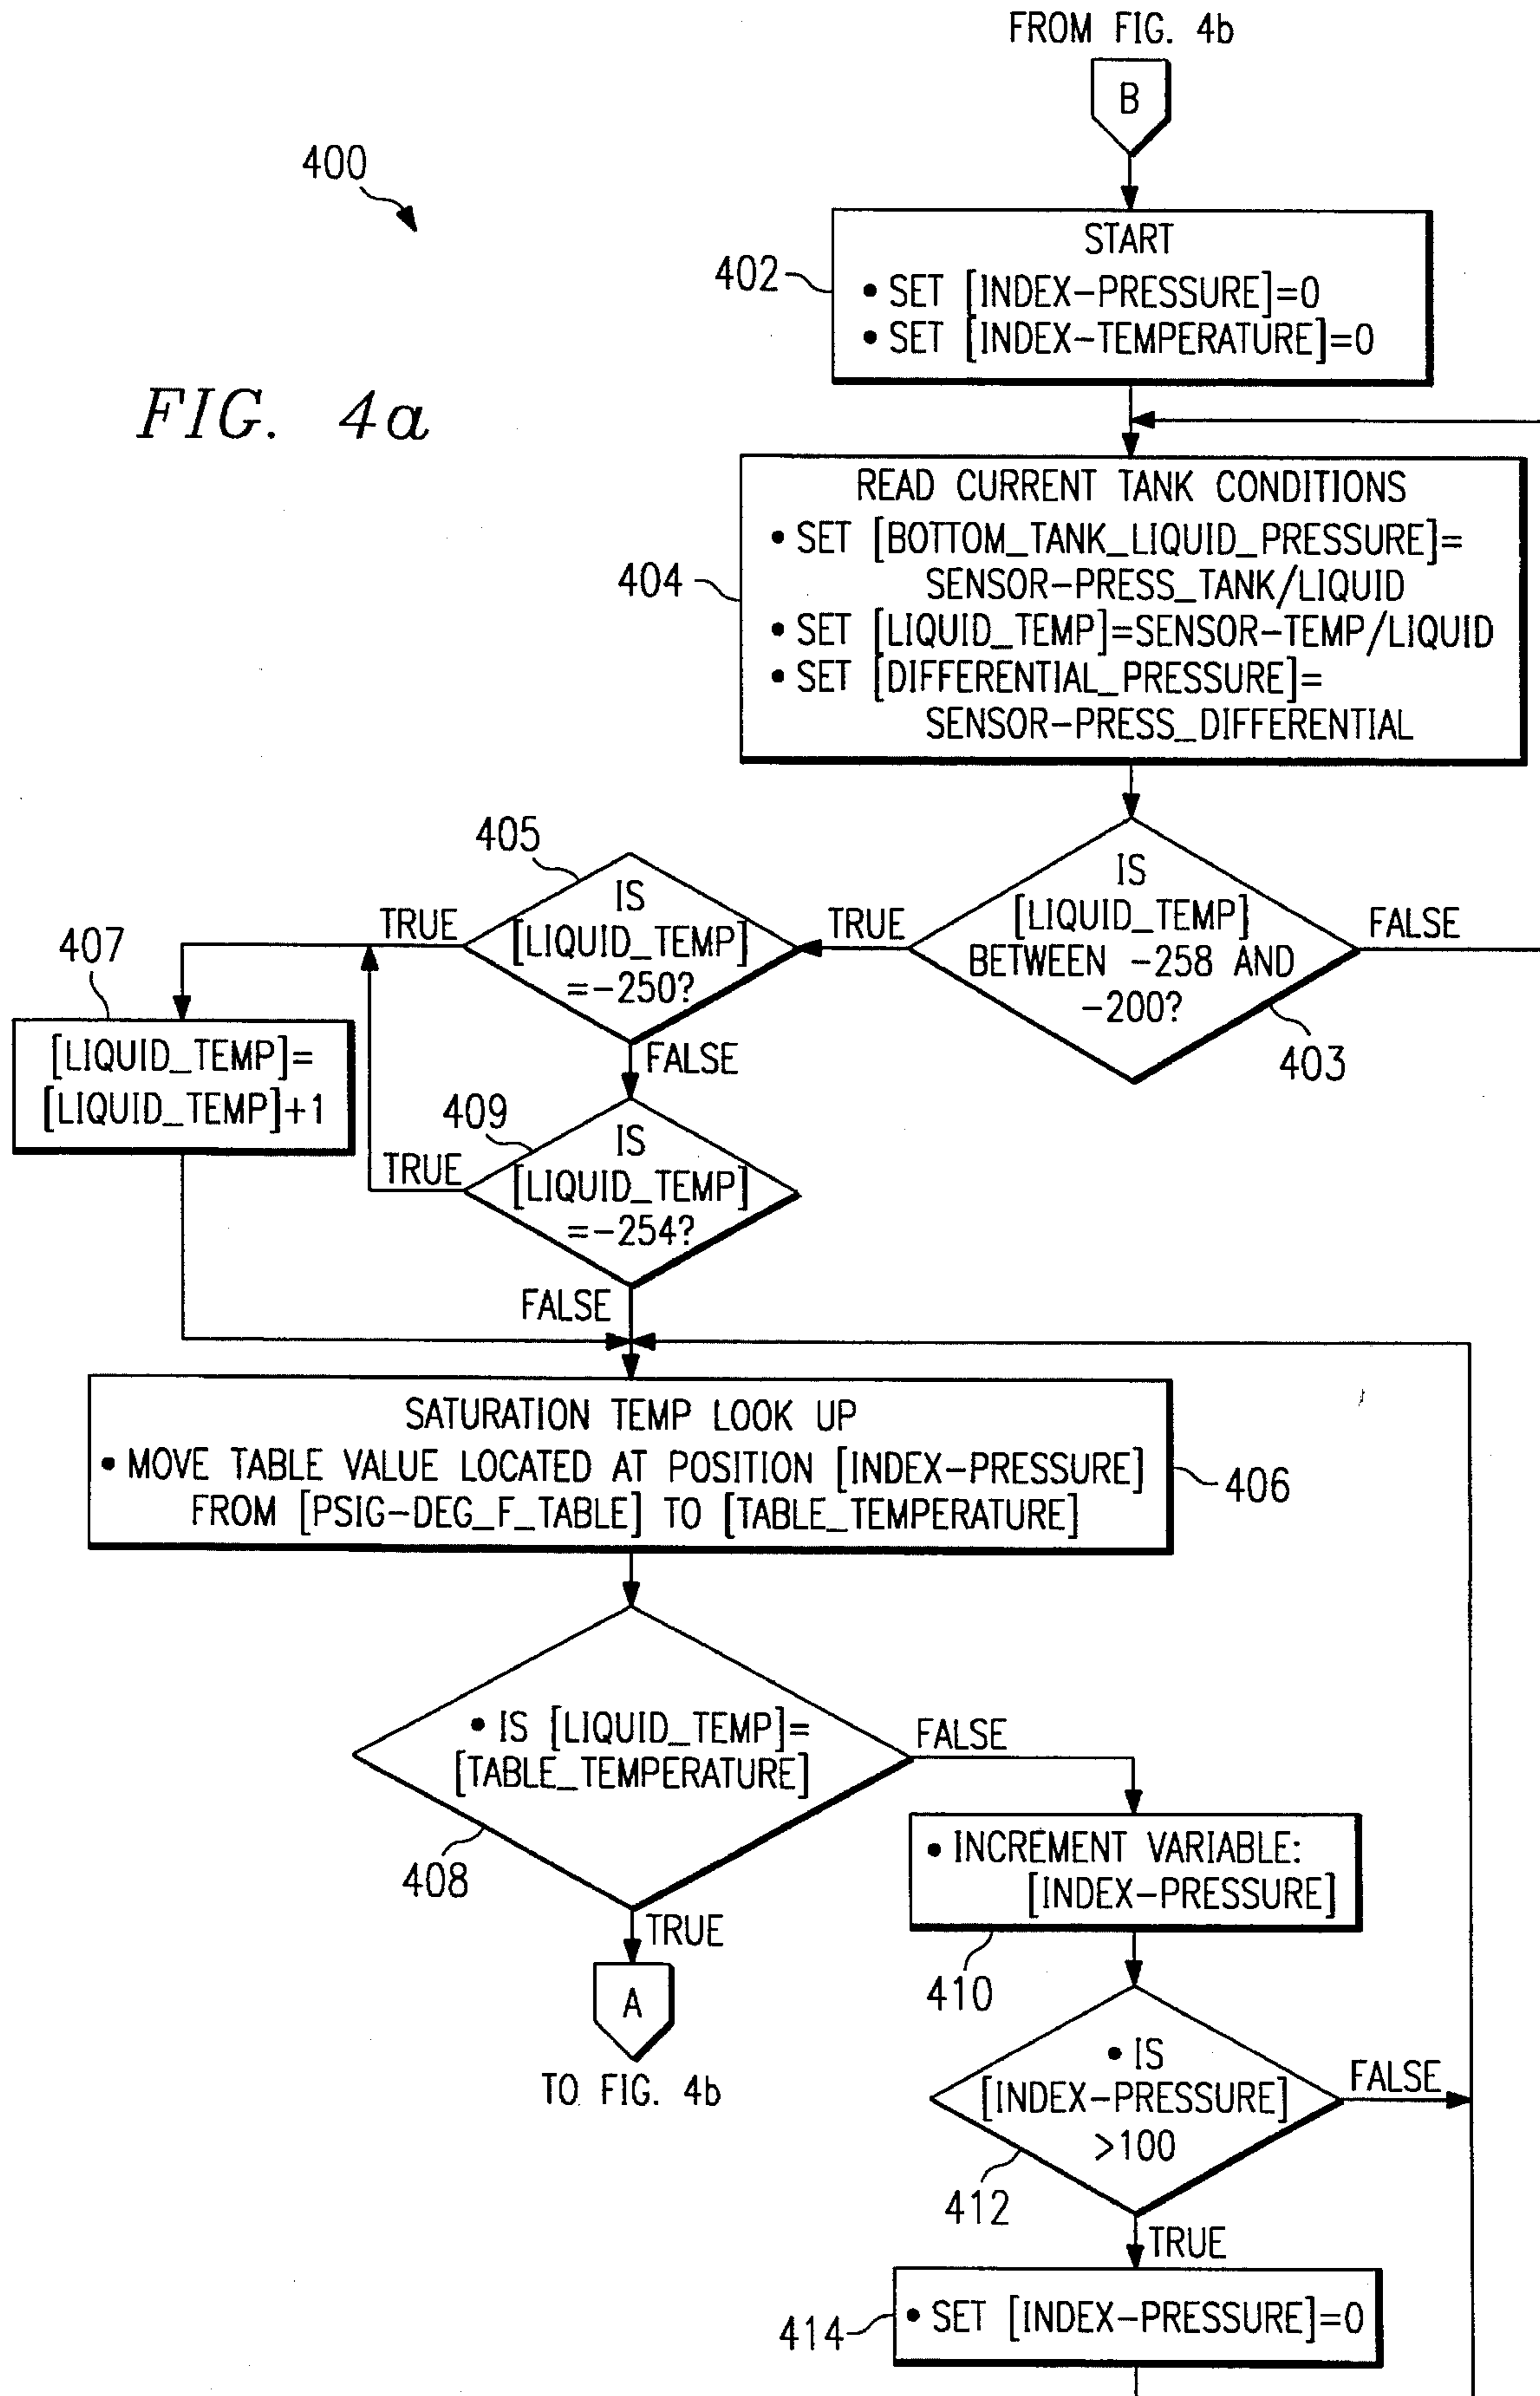 FROM FIG. 4b
B
400
START
402
• SET [INDEX-PRESSURE]=0
• SET [INDEX-TEMPERATURE]=0
FIG. 4a
READ CURRENT TANK CONDITIONS
• SET [BOTTOM_TANK_LIQUID_PRESSURE]=
SENSOR-PRESS_TANK/LIQUID
404
• SET [LIQUID_TEMP]=SENSOR-TEMP/LIQUID
• SET [DIFFERENTIAL_PRESSURE]=
SENSOR-PRESS_DIFFERENTIAL
IS
[LIQUID_TEMP]
BETWEEN -258 AND
-200?
FALSE
403
TRUE
405
IS
[LIQUID_TEMP]
=-250?
TRUE
FALSE
407
[LIQUID_TEMP]=
[LIQUID_TEMP]+1
409
IS
[LIQUID_TEMP]
=-254?
TRUE
FALSE
SATURATION TEMP LOOK UP
• MOVE TABLE VALUE LOCATED AT POSITION [INDEX-PRESSURE]
FROM [PSIG-DEG_F_TABLE] TO [TABLE_TEMPERATURE]
406
• IS [LIQUID_TEMP]=
[TABLE_TEMPERATURE]
FALSE
408
TRUE
A
TO FIG. 4b
• INCREMENT VARIABLE:
[INDEX-PRESSURE]
410
• IS
[INDEX-PRESSURE]
>100
FALSE
412
TRUE
• SET [INDEX-PRESSURE]=0
414